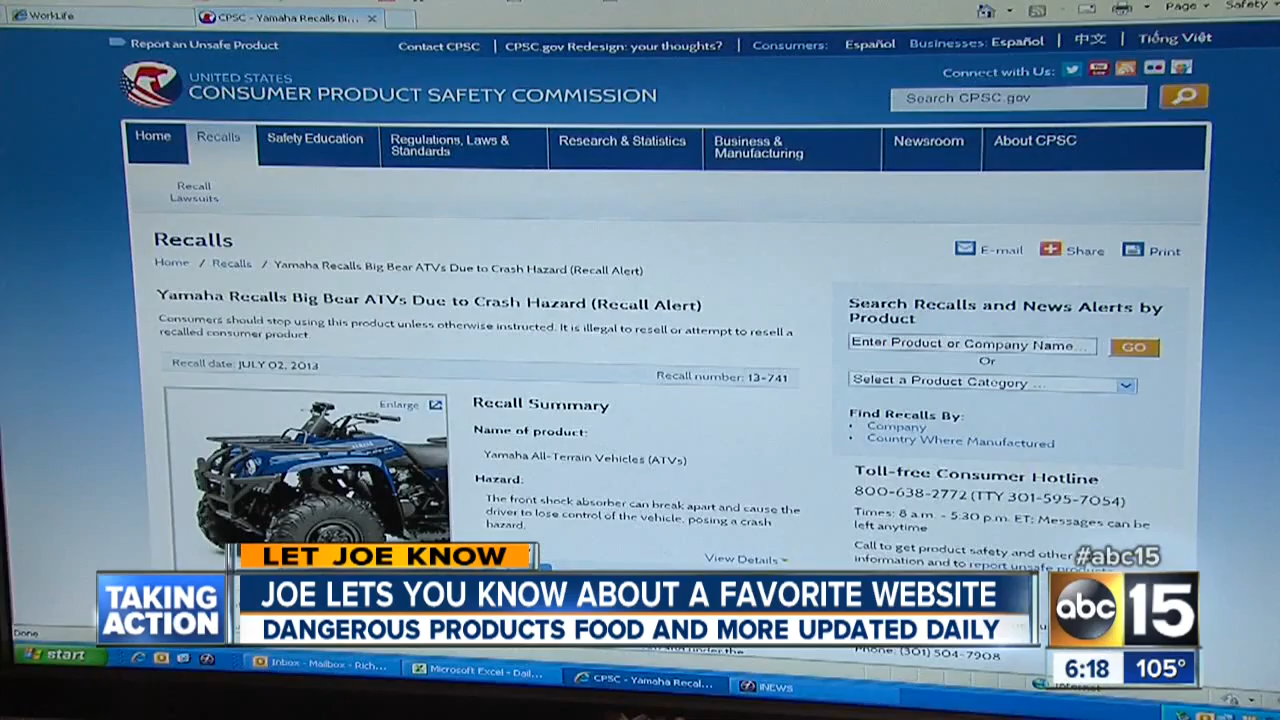 WorkLife
CPSC - Yamaha Recalls Bi...
Page
Safety
Report an Unsafe Product
Contact CPSC | CPSC.gov Redesign: your thoughts? | Consumers: Español Businesses: Español | 中文 | Tiếng Việt
Connect with Us:
You
UNITED STATES
CONSUMER PRODUCT SAFETY COMMISSION
Search CPSC.gov
Home
Recalls
Safety Education
Regulations, Laws &
Standards
Research & Statistics
Business &
Manufacturing
Newsroom
About CPSC
Recall
Lawsuits
Recalls
E-mail
Share
Print
Home / Recalls / Yamaha Recalls Big Bear ATVs Due to Crash Hazard (Recall Alert)
Yamaha Recalls Big Bear ATVs Due to Crash Hazard (Recall Alert)
Consumers should stop using this product unless otherwise instructed. It is illegal to resell or attempt to resell a
recalled consumer product.
Recall date: JULY 02, 2013
Recall number: 13-741
Enlarge
Recall Summary
Name of product:
Yamaha All-Terrain Vehicles (ATVs)
Hazard:
The front shock absorber can break apart and cause the
driver to lose control of the vehicle, posing a crash
hazard.
View Details
Search Recalls and News Alerts by
Product
Enter Product or Company Name...
GO
Or
Select a Product Category ...
Find Recalls By:
• Company
• Country Where Manufactured
Toll-free Consumer Hotline
800-638-2772 (TTY 301-595-7054)
Times: 8 a.m. - 5:30 p.m. ET; Messages can be
left anytime
Call to get product safety and other
information and to report unsafe products
Phone: (301) 504-7908
#abc15
LET JOE KNOW
TAKING
ACTION
JOE LETS YOU KNOW ABOUT A FAVORITE WEBSITE
DANGEROUS PRODUCTS FOOD AND MORE UPDATED DAILY
abc 15
6:18 105°
Done
Internet
start
Inbox - Mailbox - Rich...
Microsoft Excel - Dail...
CPSC - Yamaha Recal...
iNEWS